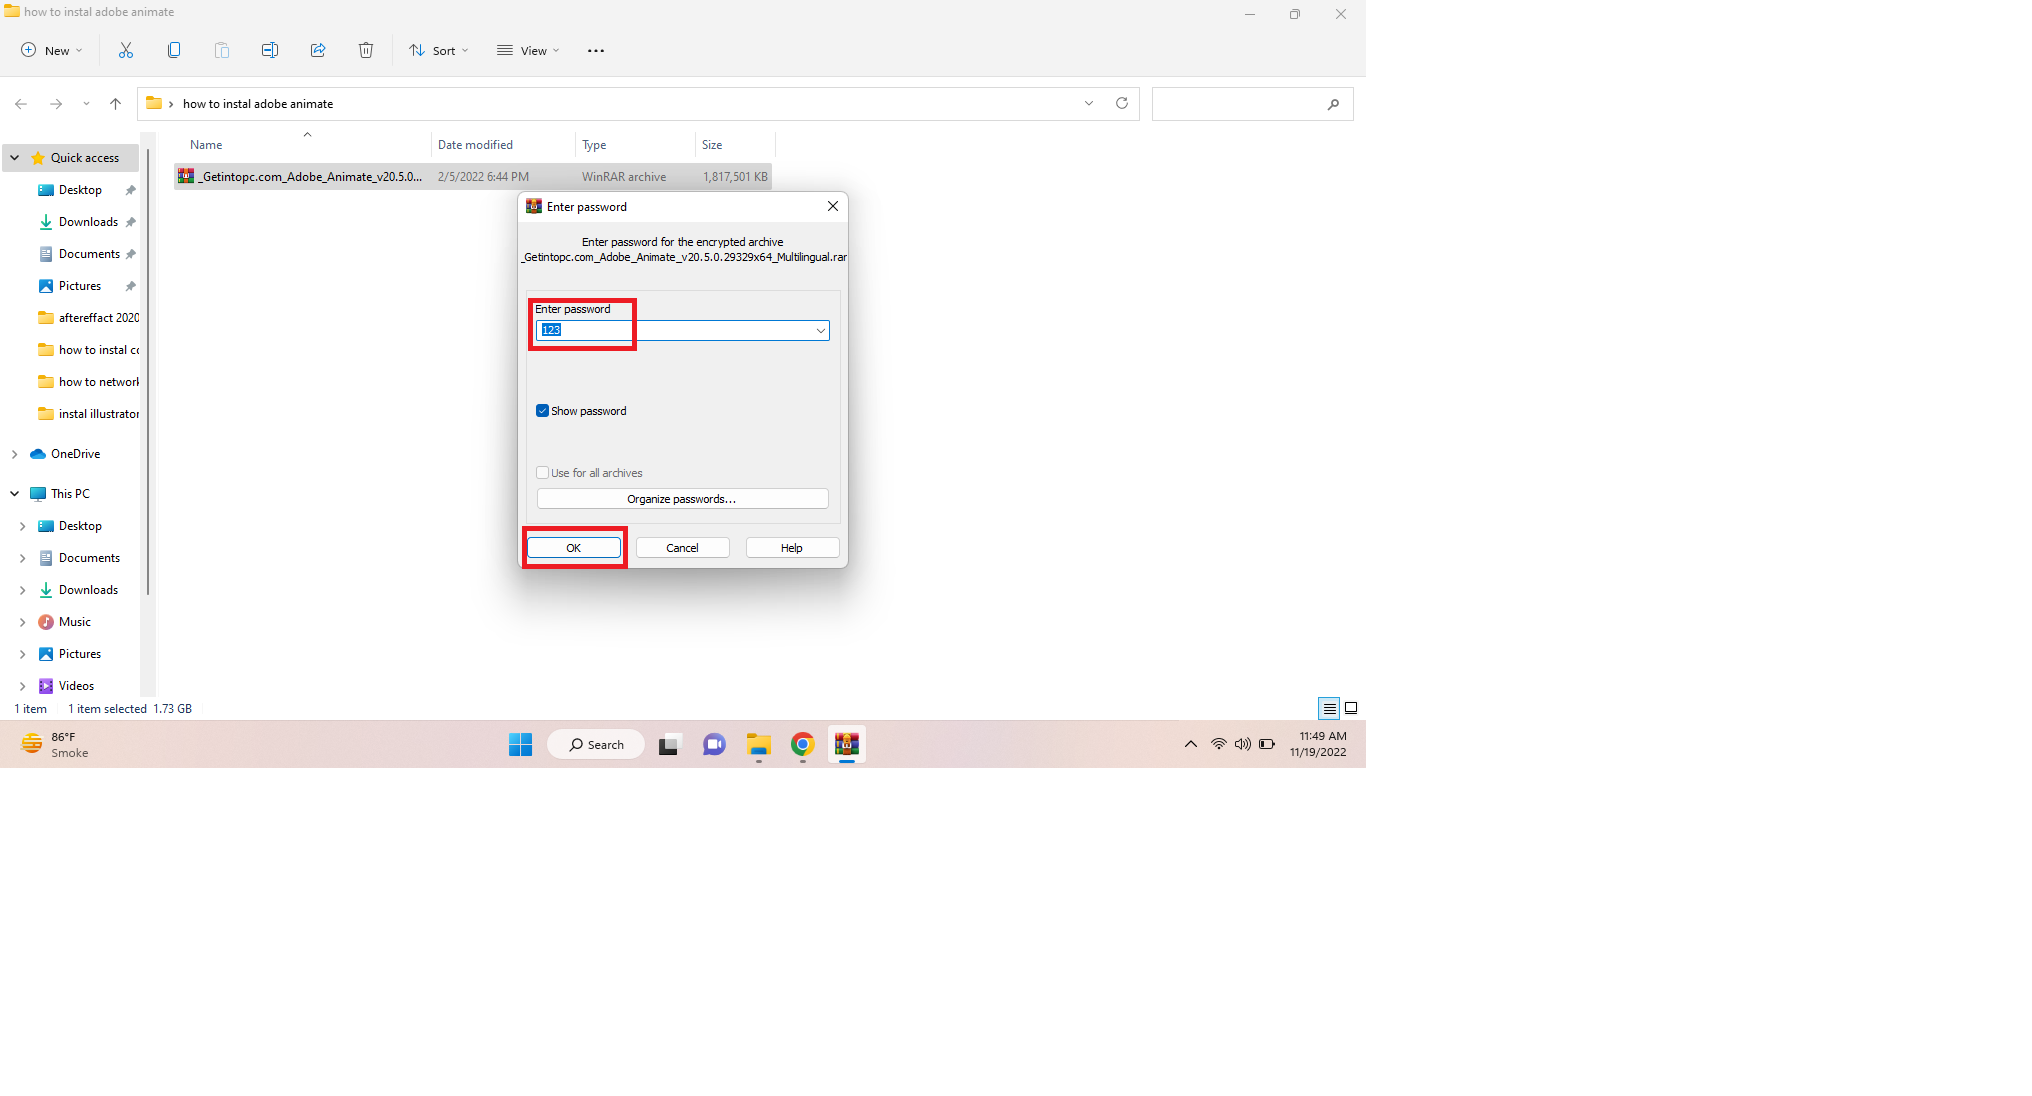 how to instal adobe animate
New
Sort
View
how to instal adobe animate
Name
Date modified
Type
Size
_Getintopc.com_Adobe_Animate_v20.5.0...
2/5/2022 6:44 PM
WinRAR archive
1,817,501 KB
Quick access
Desktop
Downloads
Documents
Pictures
aftereffact 2020
how to instal co
how to network
instal illustrator
OneDrive
This PC
Desktop
Documents
Downloads
Music
Pictures
Videos
Enter password
Enter password for the encrypted archive
_Getintopc.com_Adobe_Animate_v20.5.0.29329x64_Multilingual.rar
Enter password
123
Show password
Use for all archives
Organize passwords...
OK
Cancel
Help
1 item
1 item selected 1.73 GB
86°F
Smoke
Search
11:49 AM
11/19/2022